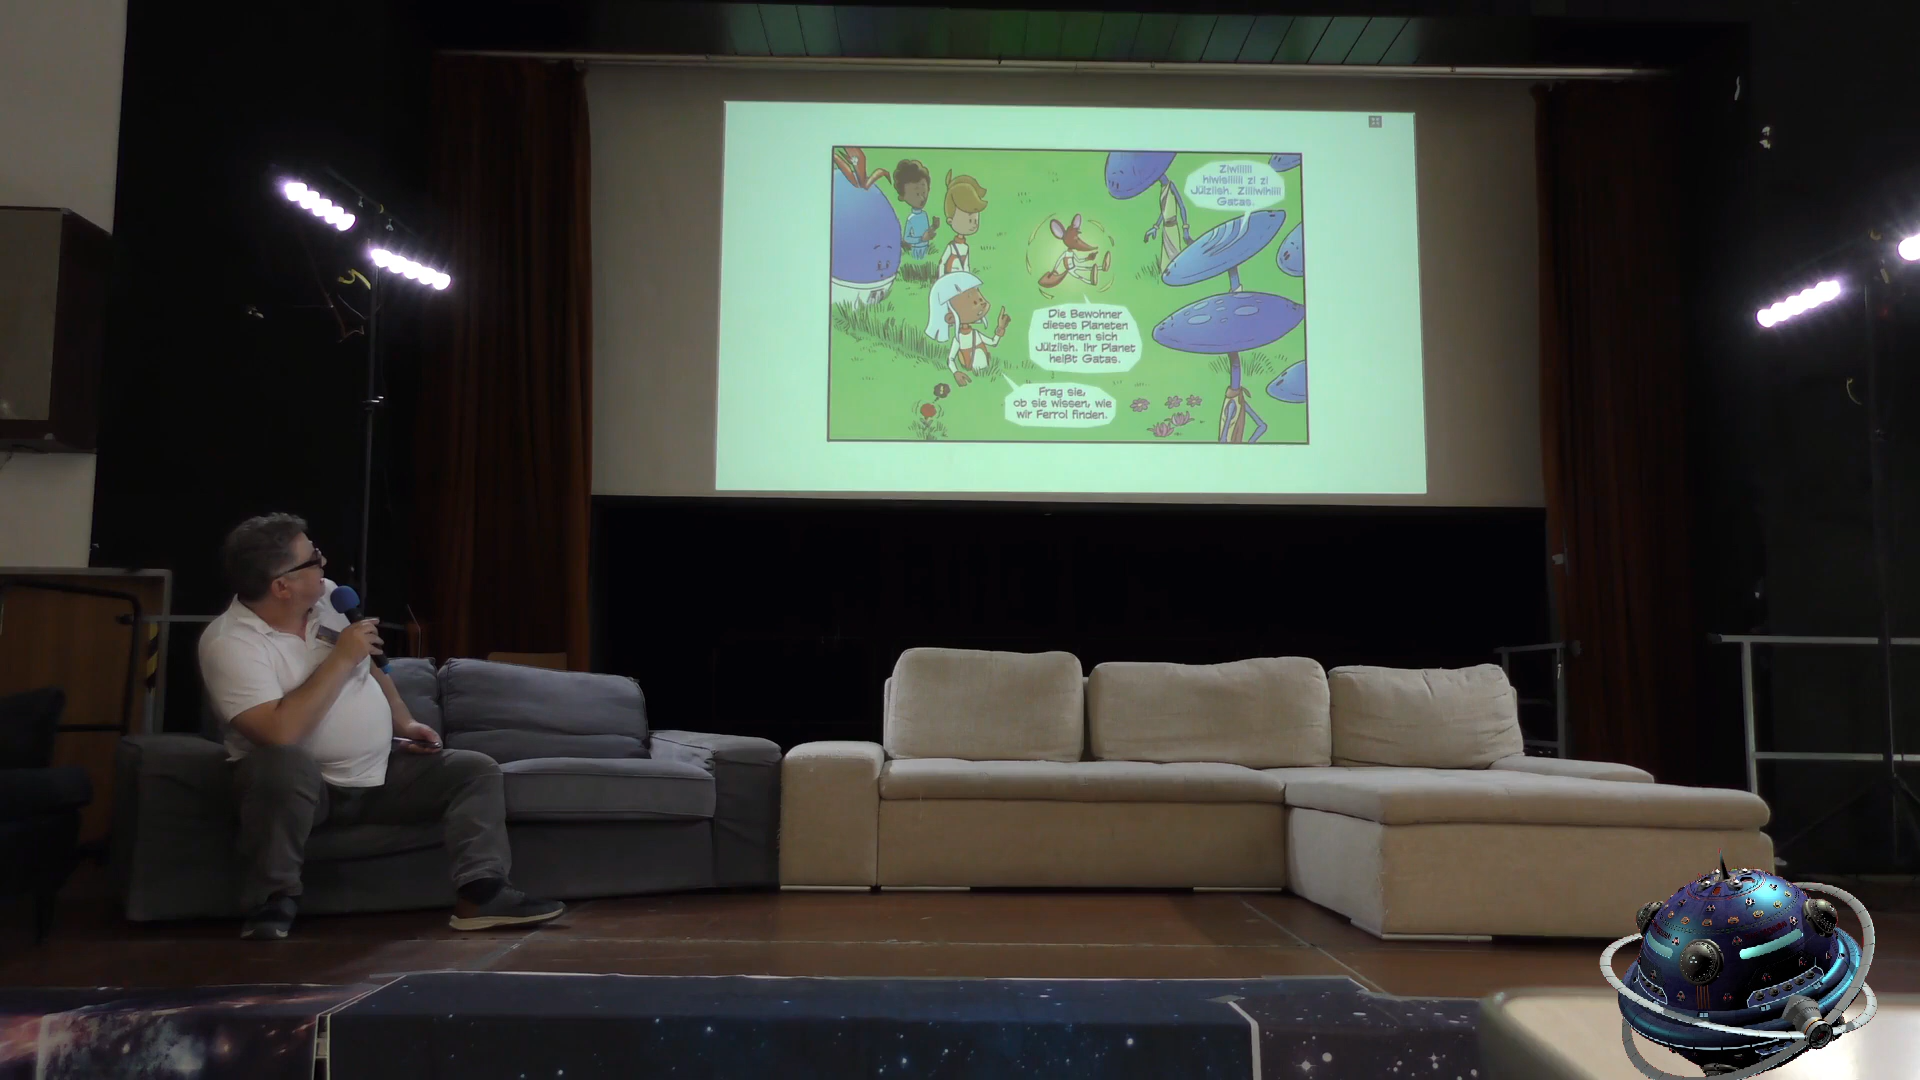 Ziwiiiiii
hiwisiiiiii zi zi
Jülziish. Ziiiiwihiiii
Gatas.
Die Bewohner
dieses Planeten
nennen sich
Jülziish. Ihr Planet
heißt Gatas.
Frag sie,
ob sie wissen, wie
wir Ferrol finden.